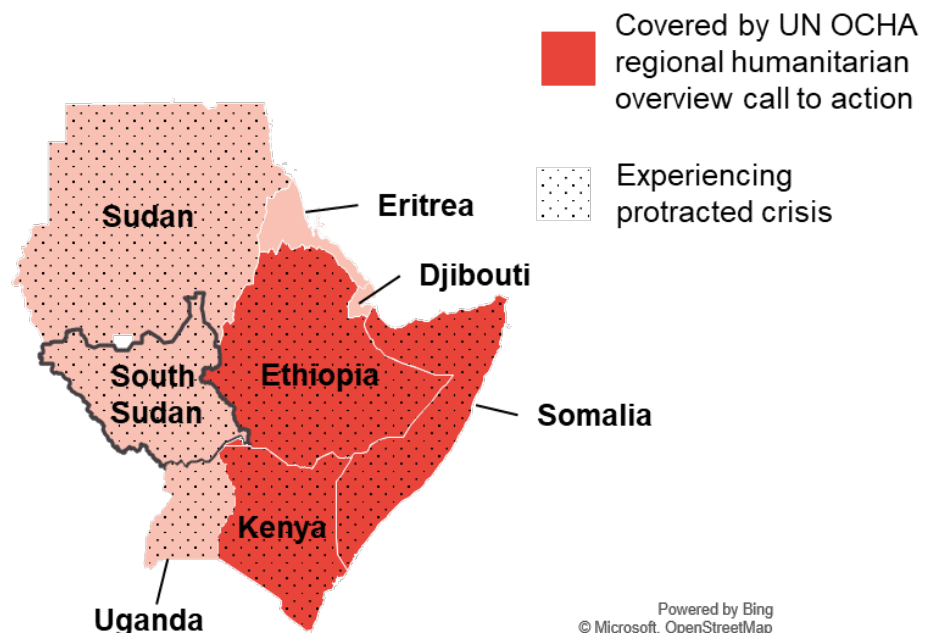 Covered by UN OCHA
regional humanitarian
overview call to action
Experiencing
protracted crisis
Sudan
Eritrea
Djibouti
South
Sudan
Ethiopia
Somalia
Kenya
Uganda
Powered by Bing
© Microsoft, OpenStreetMap